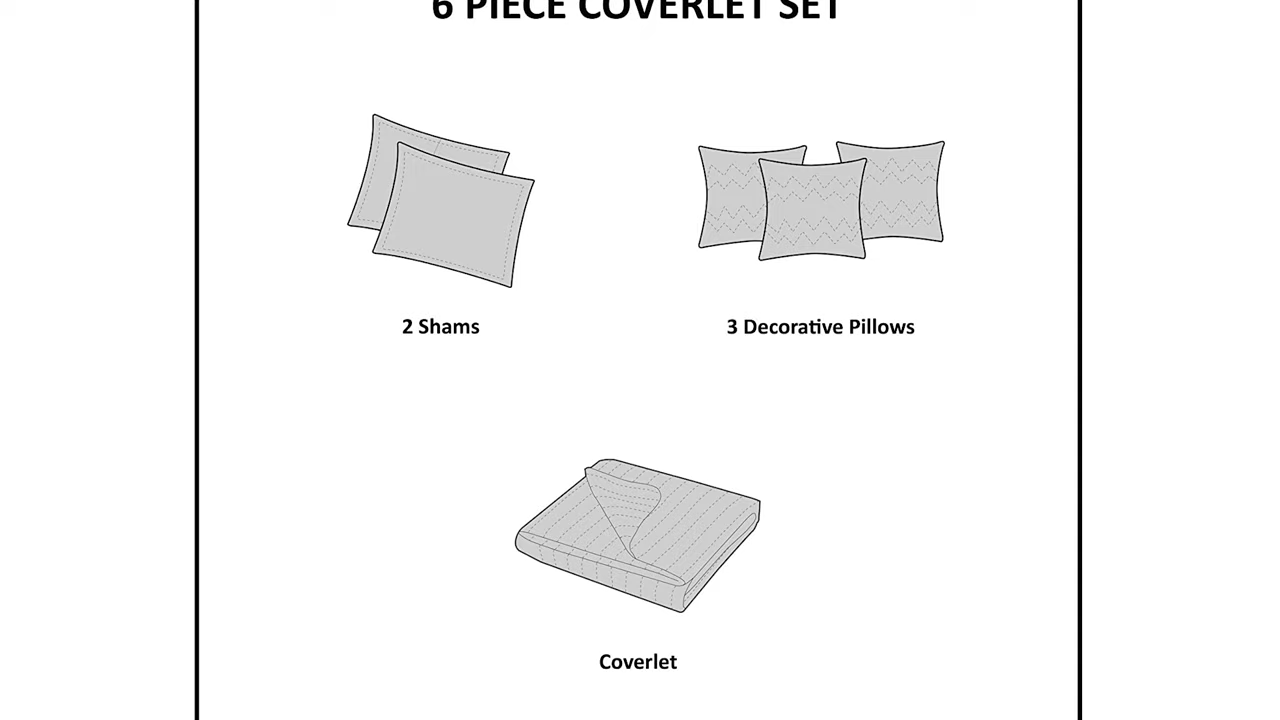 6 PIECE COVERLET SET
2 Shams
3 Decorative Pillows
Coverlet